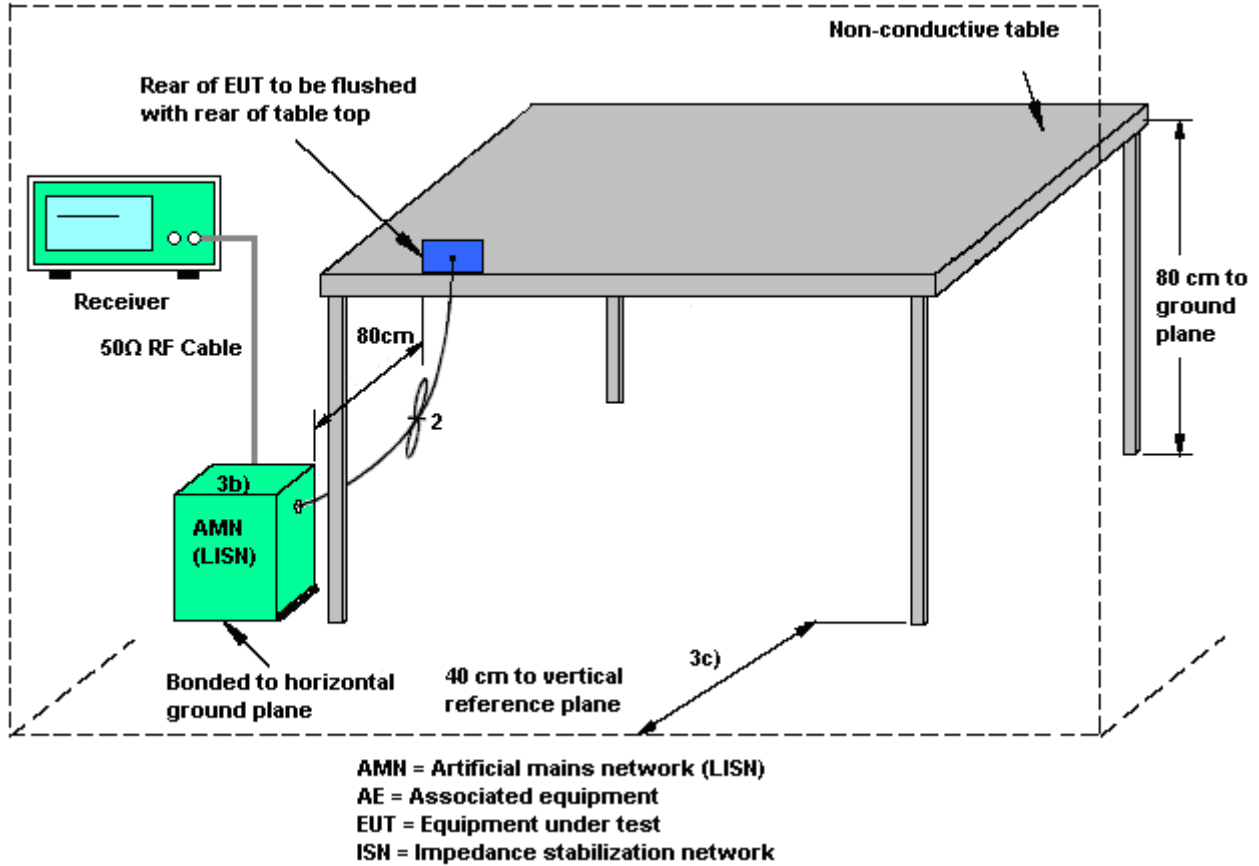 Non-conductive table
Rear of EUT to be flushed
with rear of table top
Receiver
50Ω RF Cable
80cm
80 cm to
ground
plane
2
3b)
AMN
(LISN)
3c)
Bonded to horizontal
ground plane
40 cm to vertical
reference plane
AMN = Artificial mains network (LISN)
AE = Associated equipment
EUT = Equipment under test
ISN = Impedance stabilization network